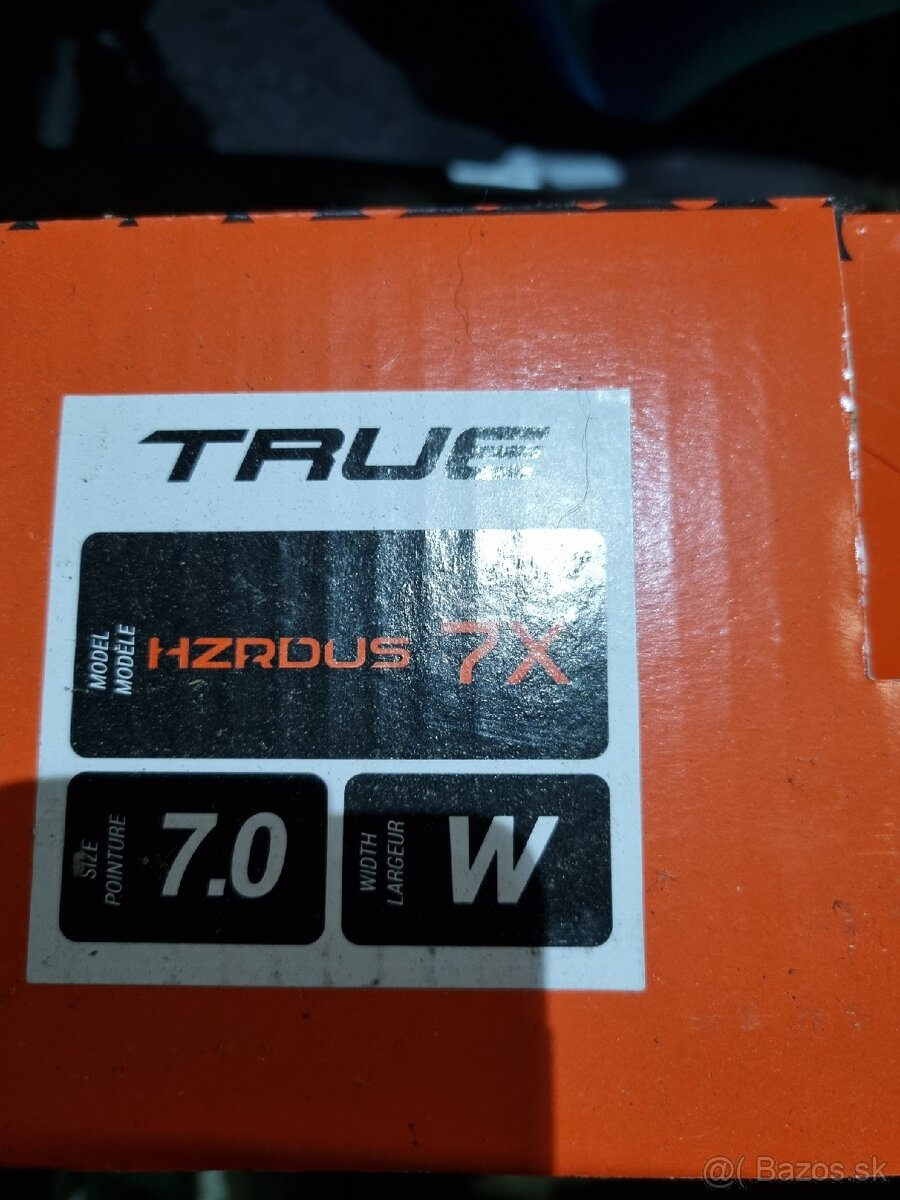 TRUE
MODEL
MODÈLE
HZRDUS 7X
SIZE
POINTURE
7.0
WIDTH
LARGEUR
W
@( Bazos.sk